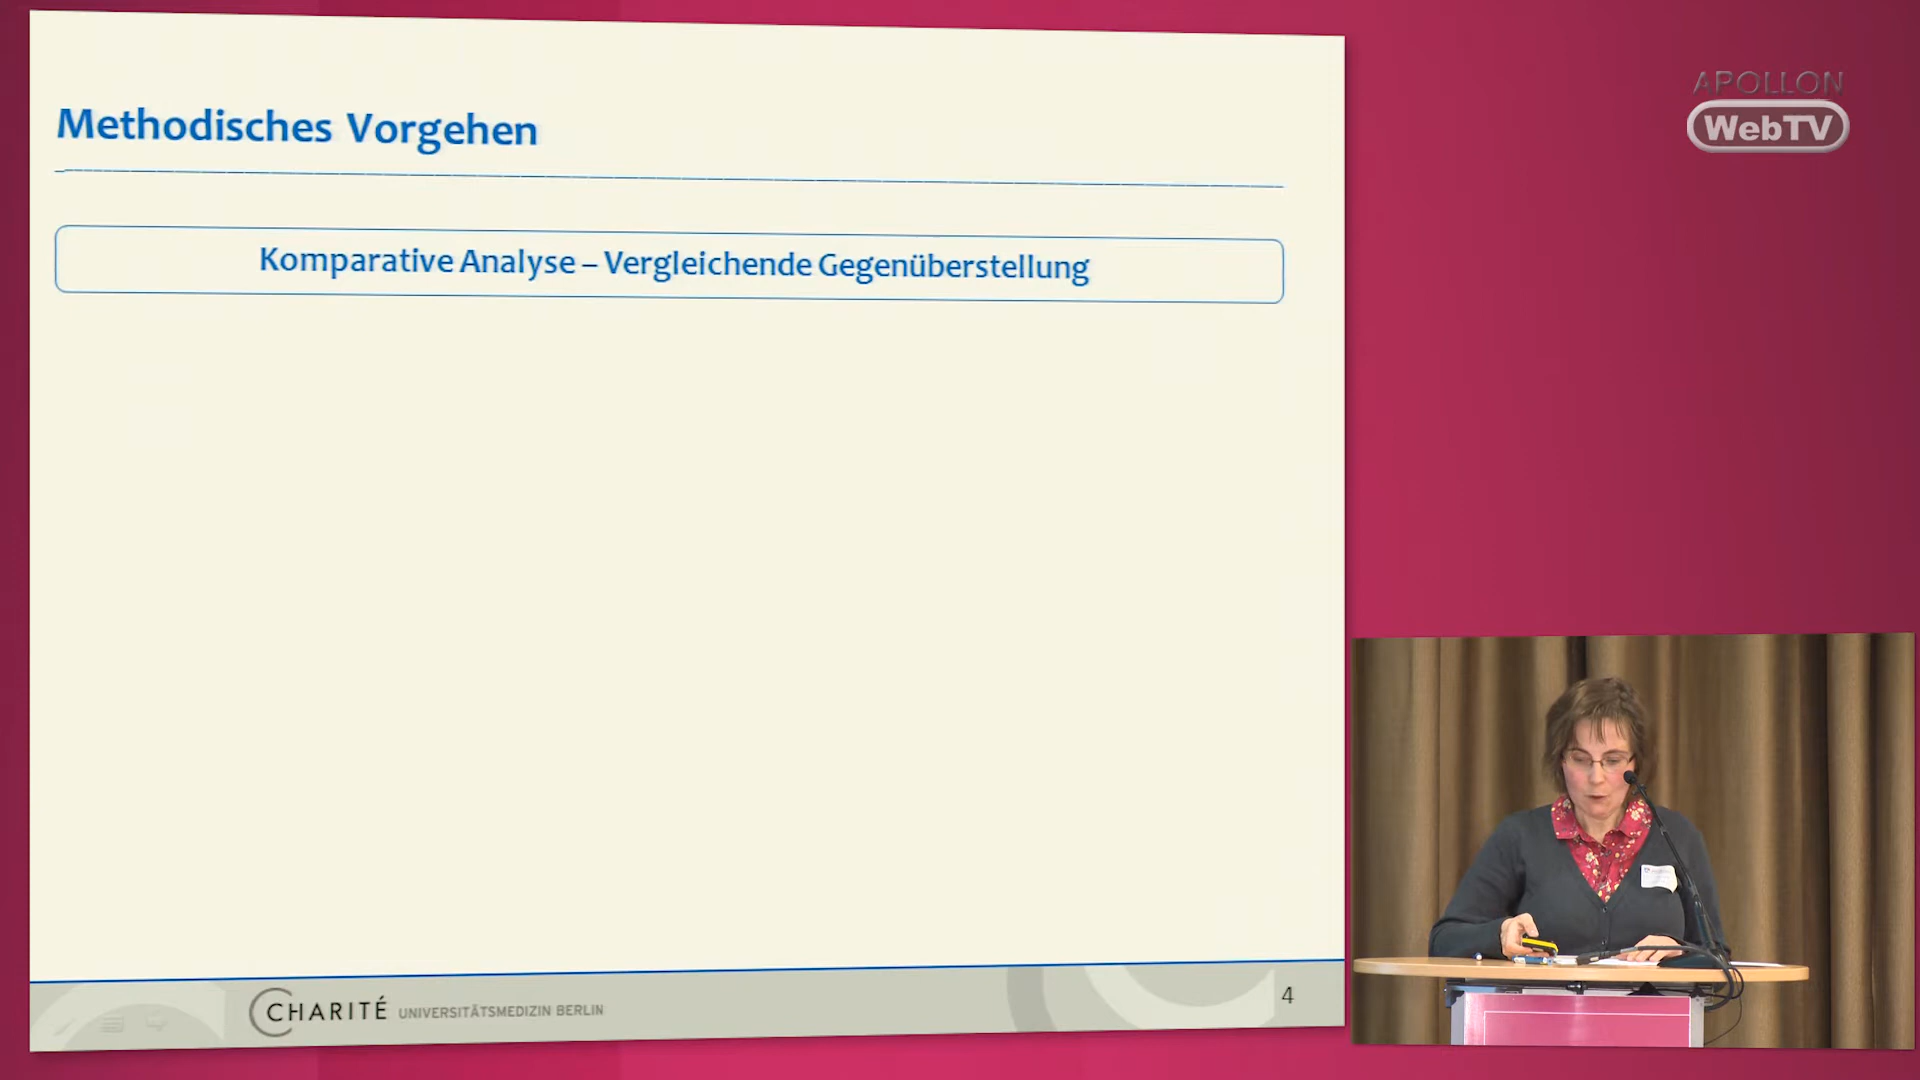 Methodisches Vorgehen
Komparative Analyse – Vergleichende Gegenüberstellung
CHARITÉ UNIVERSITÄTSMEDIZIN BERLIN
4
APOLLON
WebTV